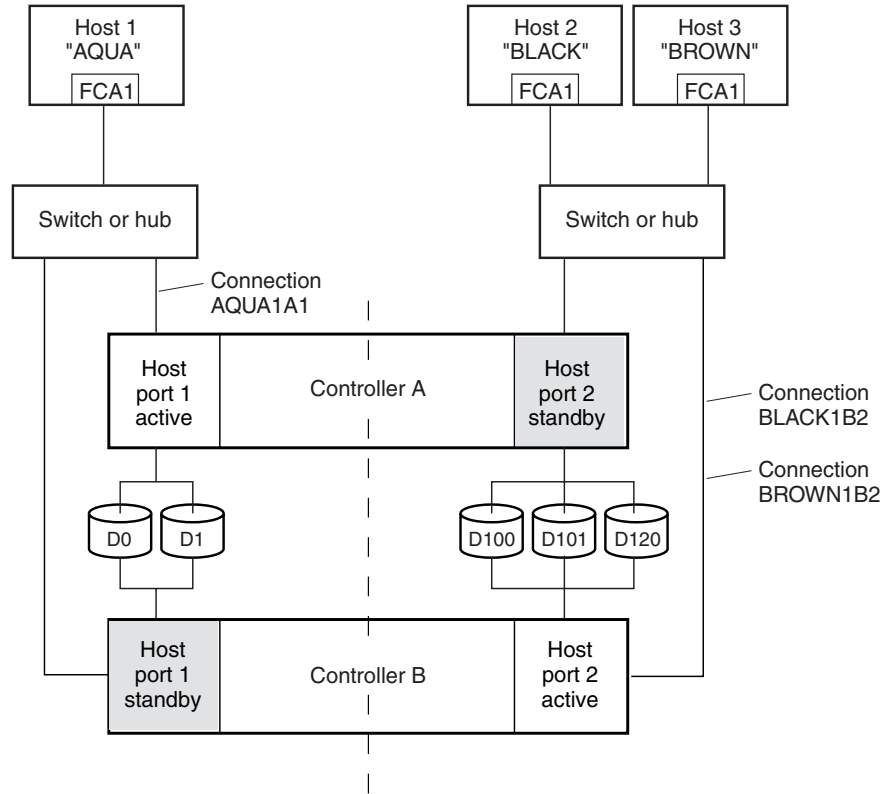 Host 1
"AQUA"
FCA1
Host 2
"BLACK"
FCA1
Host 3
"BROWN"
FCA1
Switch or hub
Switch or hub
Connection
AQUA1A1
Host
port 1
active
Controller A
Host
port 2
standby
Connection
BLACK1B2
Connection
BROWN1B2
D0
D1
D100
D101
D120
Host
port 1
standby
Controller B
Host
port 2
active